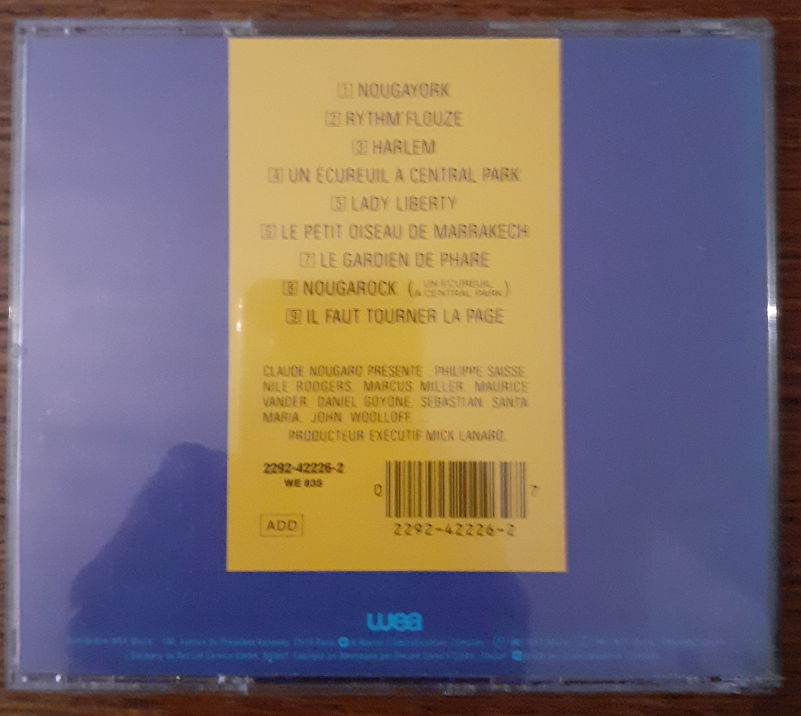 1 NOUGAYORK
2 RYTHM'FLOUZE
3 HARLEM
4 UN ÉCUREUIL A CENTRAL PARK
5 LADY LIBERTY
6 LE PETIT OISEAU DE MARRAKECH
7 LE GARDIEN DE PHARE
8 NOUGAROCK (UN ÉCUREUIL A CENTRAL PARK)
9 IL FAUT TOURNER LA PAGE
CLAUDE NOUGARO PRÉSENTE PHILIPPE SAISSE,
NILE RODGERS, MARCUS MILLER, MAURICE
VANDER, DANIEL GOYONE, SEBASTIAN SANTA
MARIA, JOHN WOOLLOFF...
PRODUCTEUR EXECUTIF MICK LANARO.
2292-42226-2
WE 835
ADD
0 7
2292-42226-2
wea